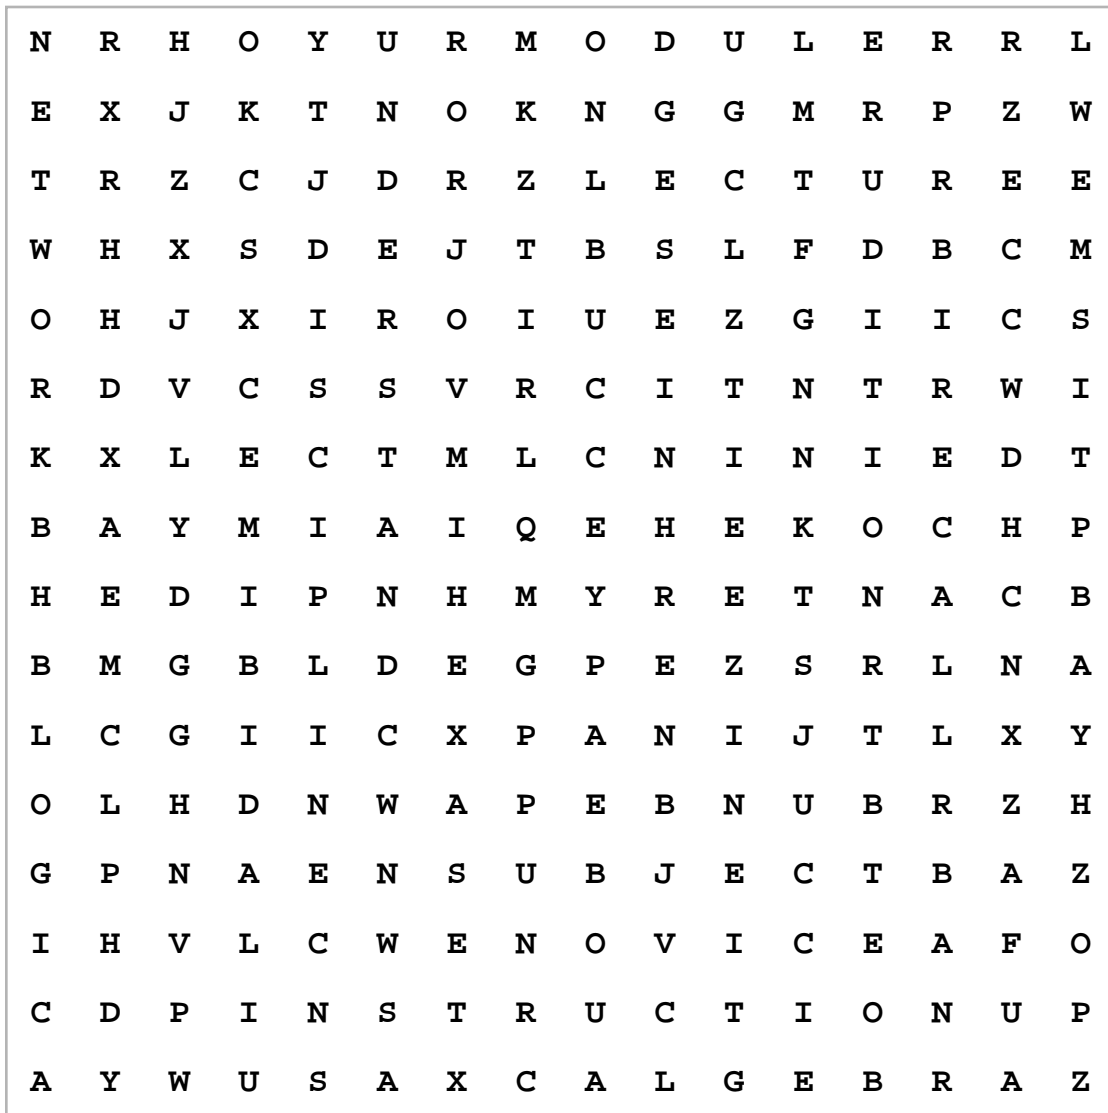 N R H O Y U R M O D U L E R R L
E X J K T N O K N G G M R P Z W
T R Z C J D R Z L E C T U R E E
W H X S D E J T B S L F D B C M
O H J X I R O I U E Z G I I C S
R D V C S S V R C I T N T R W I
K X L E C T M L C N I N I E D T
B A Y M I A I Q E H E K O C H P
H E D I P N H M Y R E T N A C B
B M G B L D E G P E Z S R L N A
L C G I I C X P A N I J T L X Y
O L H D N W A P E B N U B R Z H
G P N A E N S U B J E C T B A Z
I H V L C W E N O V I C E A F O
C D P I N S T R U C T I O N U P
A Y W U S A X C A L G E B R A Z